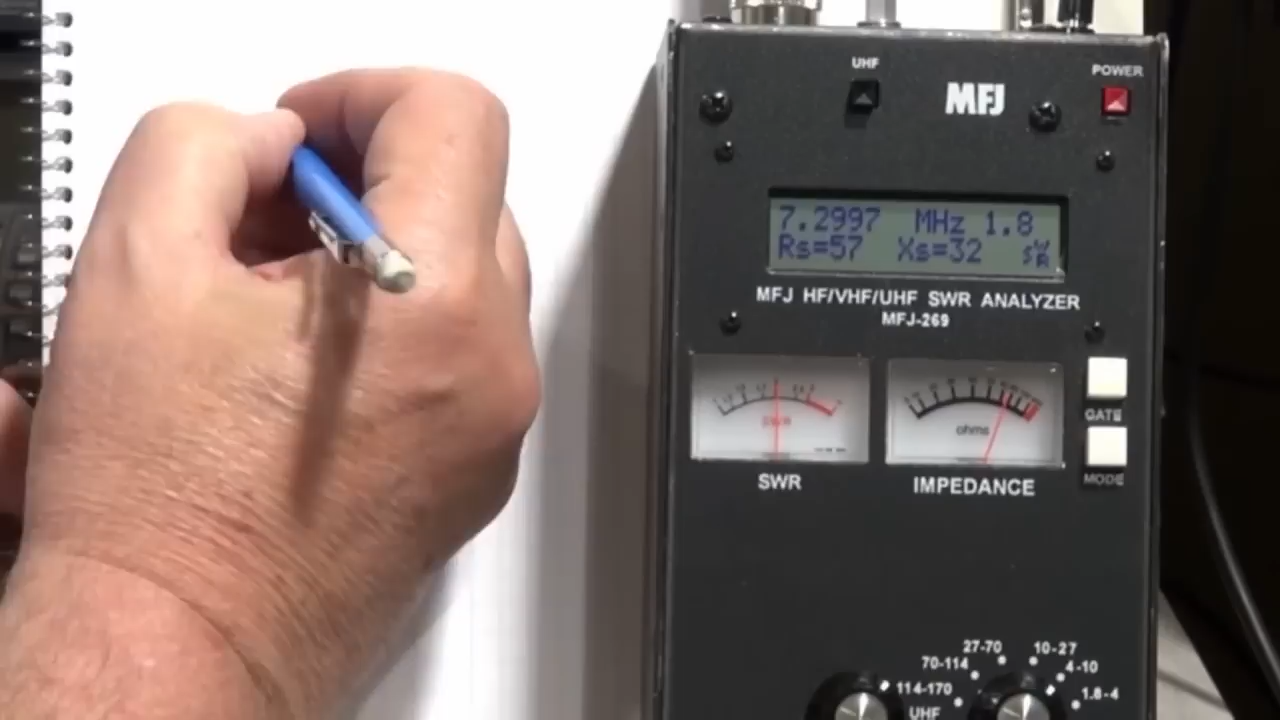 UHF
MFJ
POWER
7.2997 MHz 1.8
Rs=57 Xs=32 SWR
MFJ HF/VHF/UHF SWR ANALYZER
MFJ-269
SWR
ohms
GATE
MODE
SWR
IMPEDANCE
27-70
10-27
70-114
4-10
114-170
1.8-4
UHF